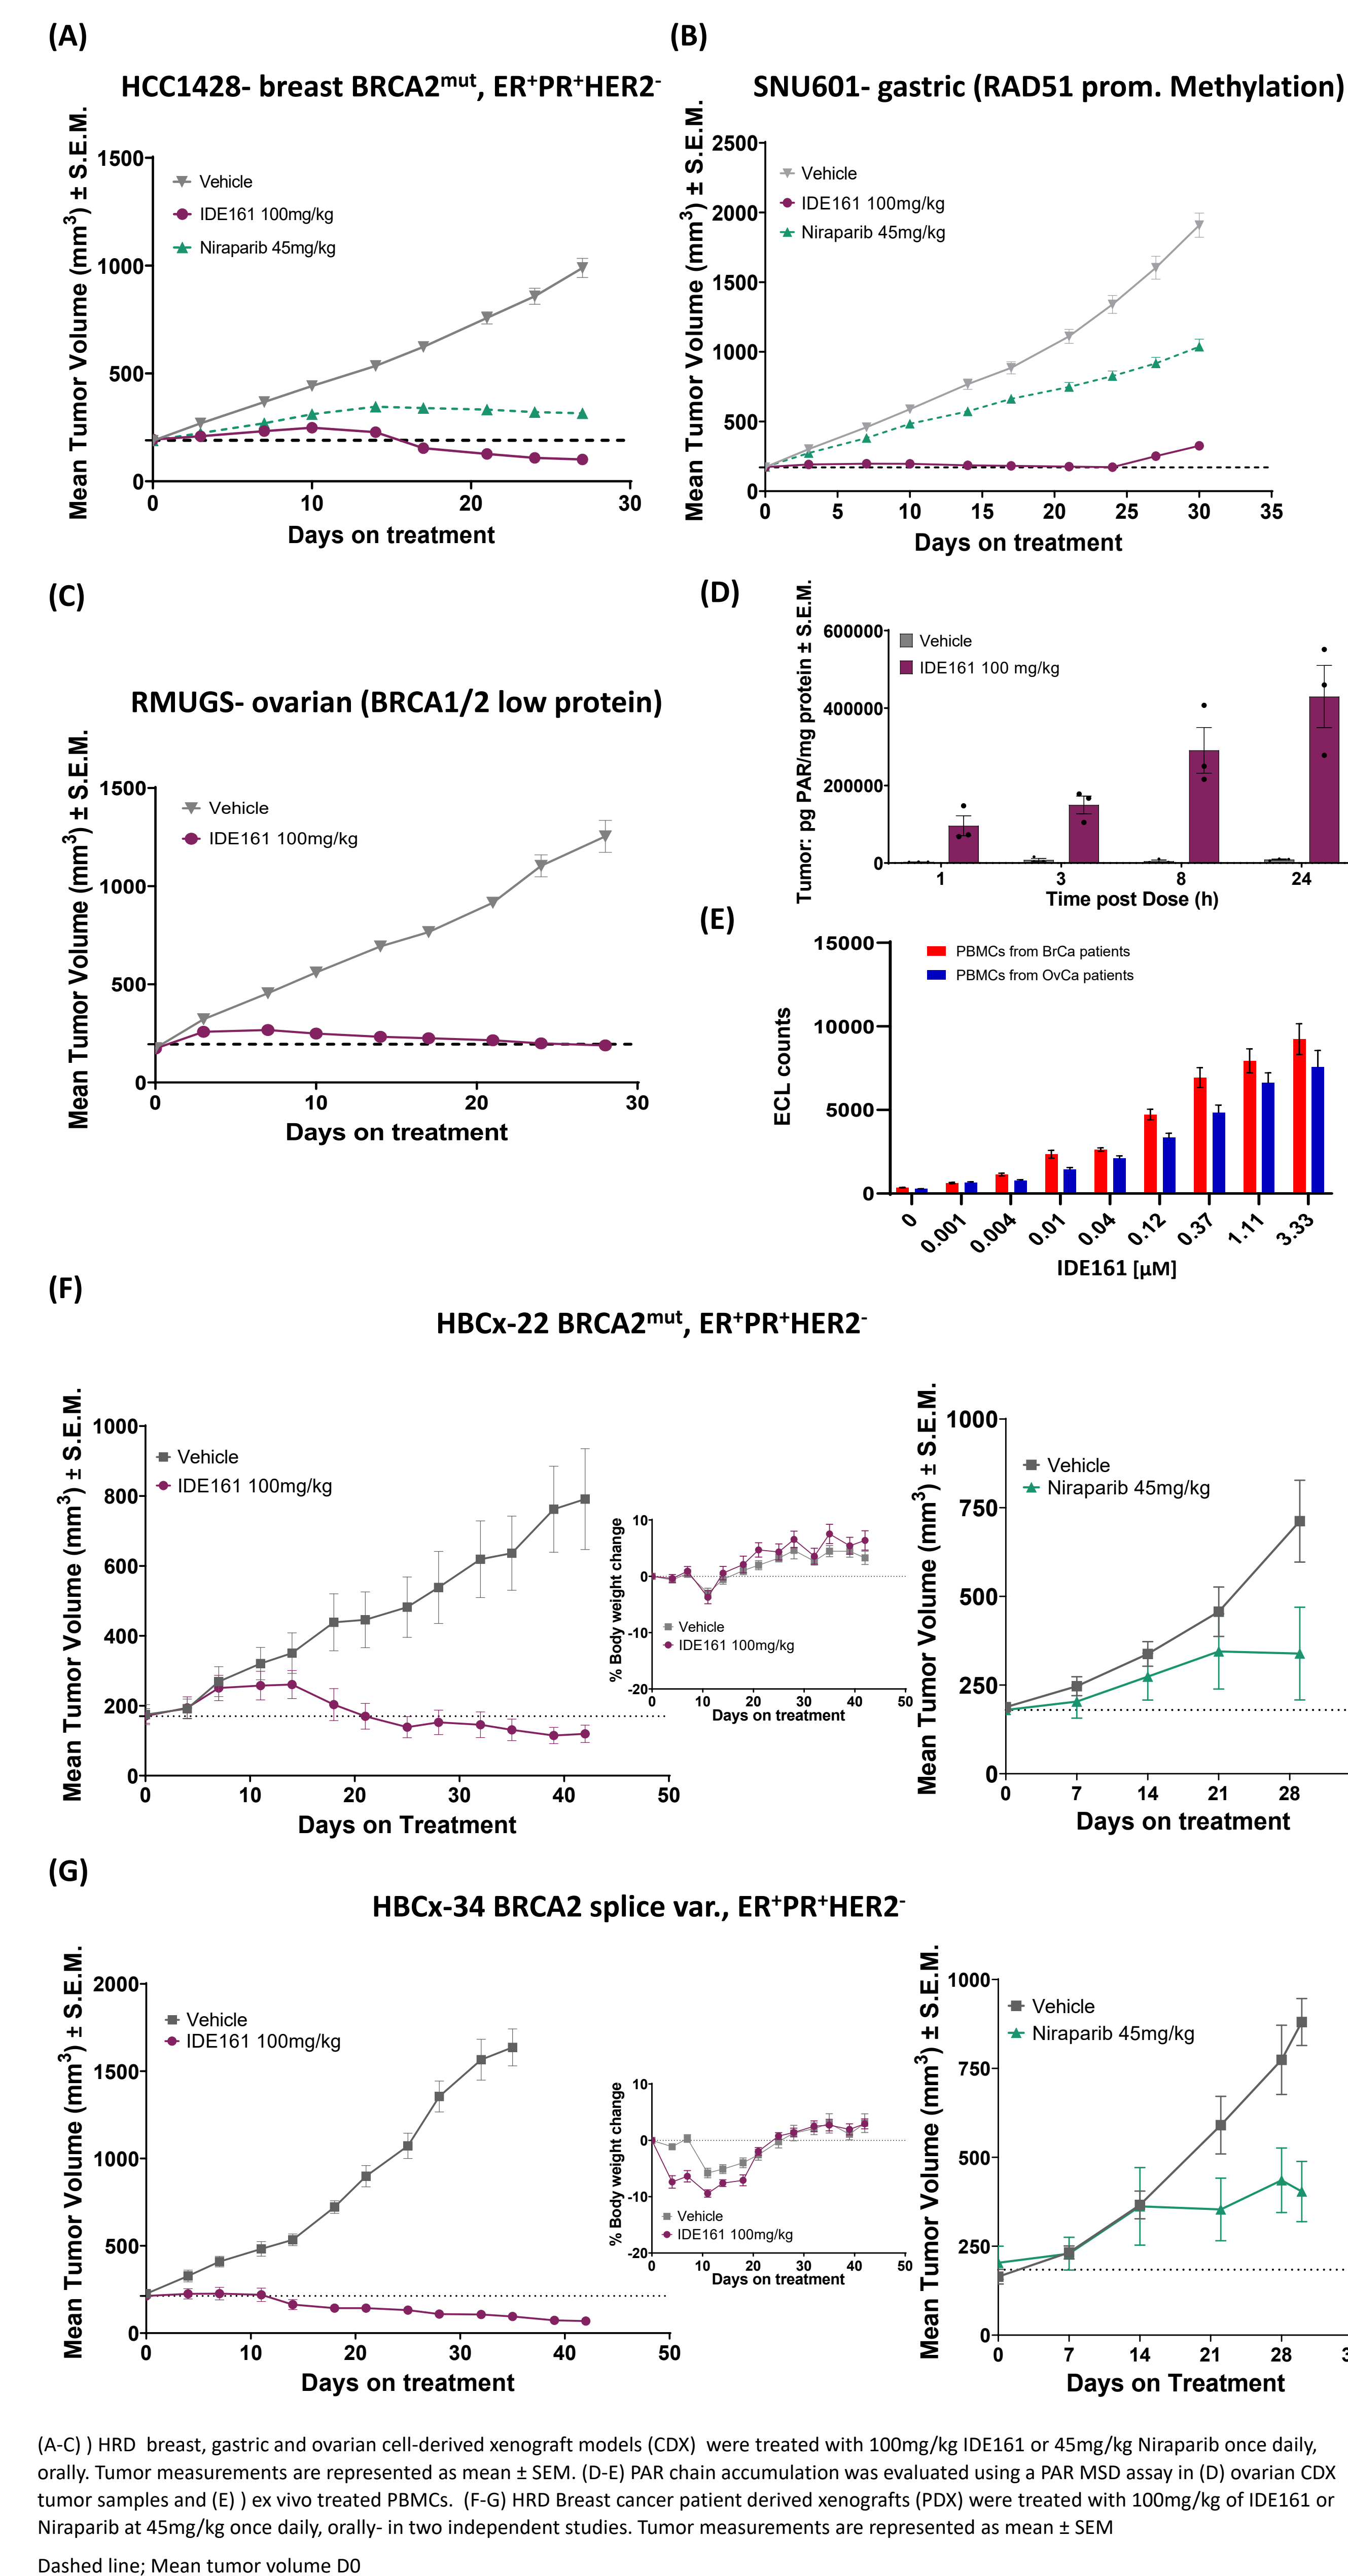 (A)
HCC1428- breast BRCA2mut, ER+PR+HER2-
Mean Tumor Volume (mm3) ± S.E.M.
1500
1000
500
0
Vehicle
IDE161 100mg/kg
Niraparib 45mg/kg
0 10 20 30
Days on treatment
(B)
SNU601- gastric (RAD51 prom. Methylation)
Mean Tumor Volume (mm3) ± S.E.M.
2500
2000
1500
1000
500
0
Vehicle
IDE161 100mg/kg
Niraparib 45mg/kg
0 5 10 15 20 25 30 35
Days on treatment
(C)
RMUGS- ovarian (BRCA1/2 low protein)
Mean Tumor Volume (mm3) ± S.E.M.
1500
1000
500
0
Vehicle
IDE161 100mg/kg
0 10 20 30
Days on treatment
(D)
Tumor: pg PAR/mg protein ± S.E.M.
600000
400000
200000
0
Vehicle
IDE161 100 mg/kg
1 3 8 24
Time post Dose (h)
(E)
ECL counts
15000
10000
5000
0
PBMCs from BrCa patients
PBMCs from OvCa patients
0 0.001 0.004 0.01 0.04 0.12 0.37 1.11 3.33
IDE161 [µM]
(F)
HBCx-22 BRCA2mut, ER+PR+HER2-
Mean Tumor Volume (mm3) ± S.E.M.
1000
800
600
400
200
0
Vehicle
IDE161 100mg/kg
0 10 20 30 40 50
Days on Treatment
% Body weight change
10
0
-10
-20
Vehicle
IDE161 100mg/kg
0 10 20 30 40 50
Days on treatment
Mean Tumor Volume (mm3) ± S.E.M.
1000
750
500
250
0
Vehicle
Niraparib 45mg/kg
0 7 14 21 28
Days on treatment
(G)
HBCx-34 BRCA2 splice var., ER+PR+HER2-
Mean Tumor Volume (mm3) ± S.E.M.
2000
1500
1000
500
0
Vehicle
IDE161 100mg/kg
0 10 20 30 40 50
Days on treatment
% Body weight change
10
0
-10
-20
Vehicle
IDE161 100mg/kg
0 10 20 30 40 50
Days on treatment
Mean Tumor Volume (mm3) ± S.E.M.
1000
750
500
250
0
Vehicle
Niraparib 45mg/kg
0 7 14 21 28
Days on Treatment
(A-C) ) HRD breast, gastric and ovarian cell-derived xenograft models (CDX) were treated with 100mg/kg IDE161 or 45mg/kg Niraparib once daily,
orally. Tumor measurements are represented as mean ± SEM. (D-E) PAR chain accumulation was evaluated using a PAR MSD assay in (D) ovarian CDX
tumor samples and (E) ) ex vivo treated PBMCs. (F-G) HRD Breast cancer patient derived xenografts (PDX) were treated with 100mg/kg of IDE161 or
Niraparib at 45mg/kg once daily, orally- in two independent studies. Tumor measurements are represented as mean ± SEM
Dashed line; Mean tumor volume D0